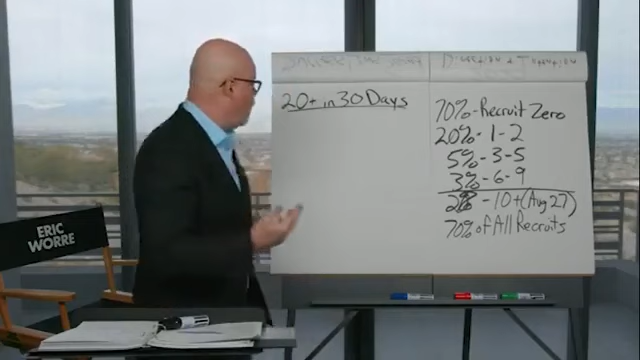 ERIC
WORRE
20+ in 30 Days
70% - Recruit Zero
20% - 1-2
5% - 3-5
3% - 6-9
2% - 10+ (Avg 27)
70% of All Recruits